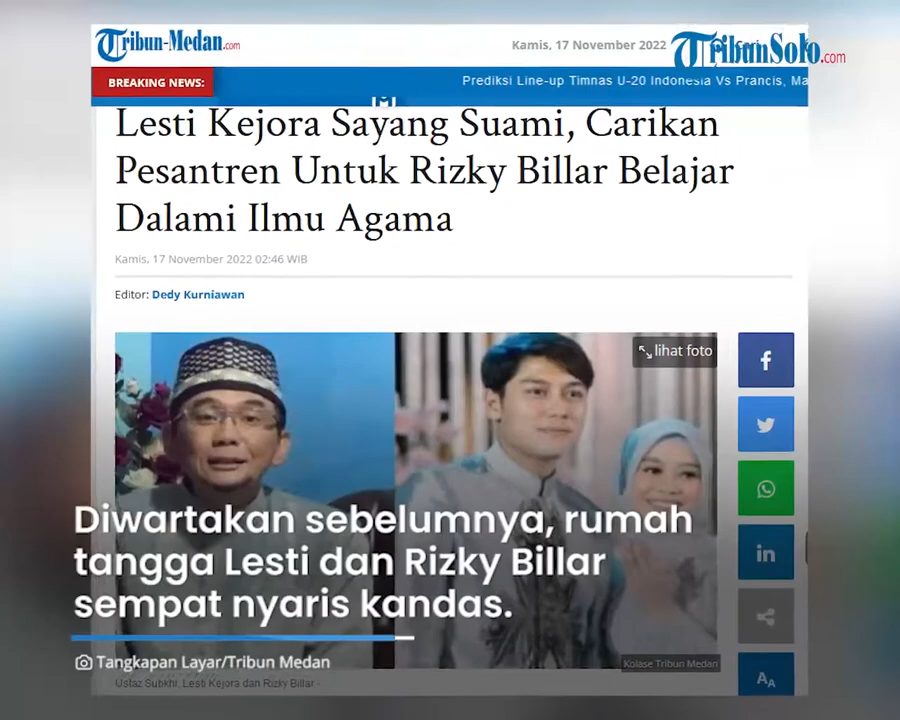 Tribun-Medan.com
Kamis, 17 November 2022
TribunSolo.com
BREAKING NEWS:
Prediksi Line-up Timnas U-20 Indonesia Vs Prancis, Ma
Lesti Kejora Sayang Suami, Carikan
Pesantren Untuk Rizky Billar Belajar
Dalami Ilmu Agama
Kamis, 17 November 2022 02:46 WIB
Editor: Dedy Kurniawan
lihat foto
Diwartakan sebelumnya, rumah
tangga Lesti dan Rizky Billar
sempat nyaris kandas.
Kolase Tribun Medan
Tangkapan Layar/Tribun Medan
Ustaz Subkhi, Lesti Kejora dan Rizky Billar -
AA